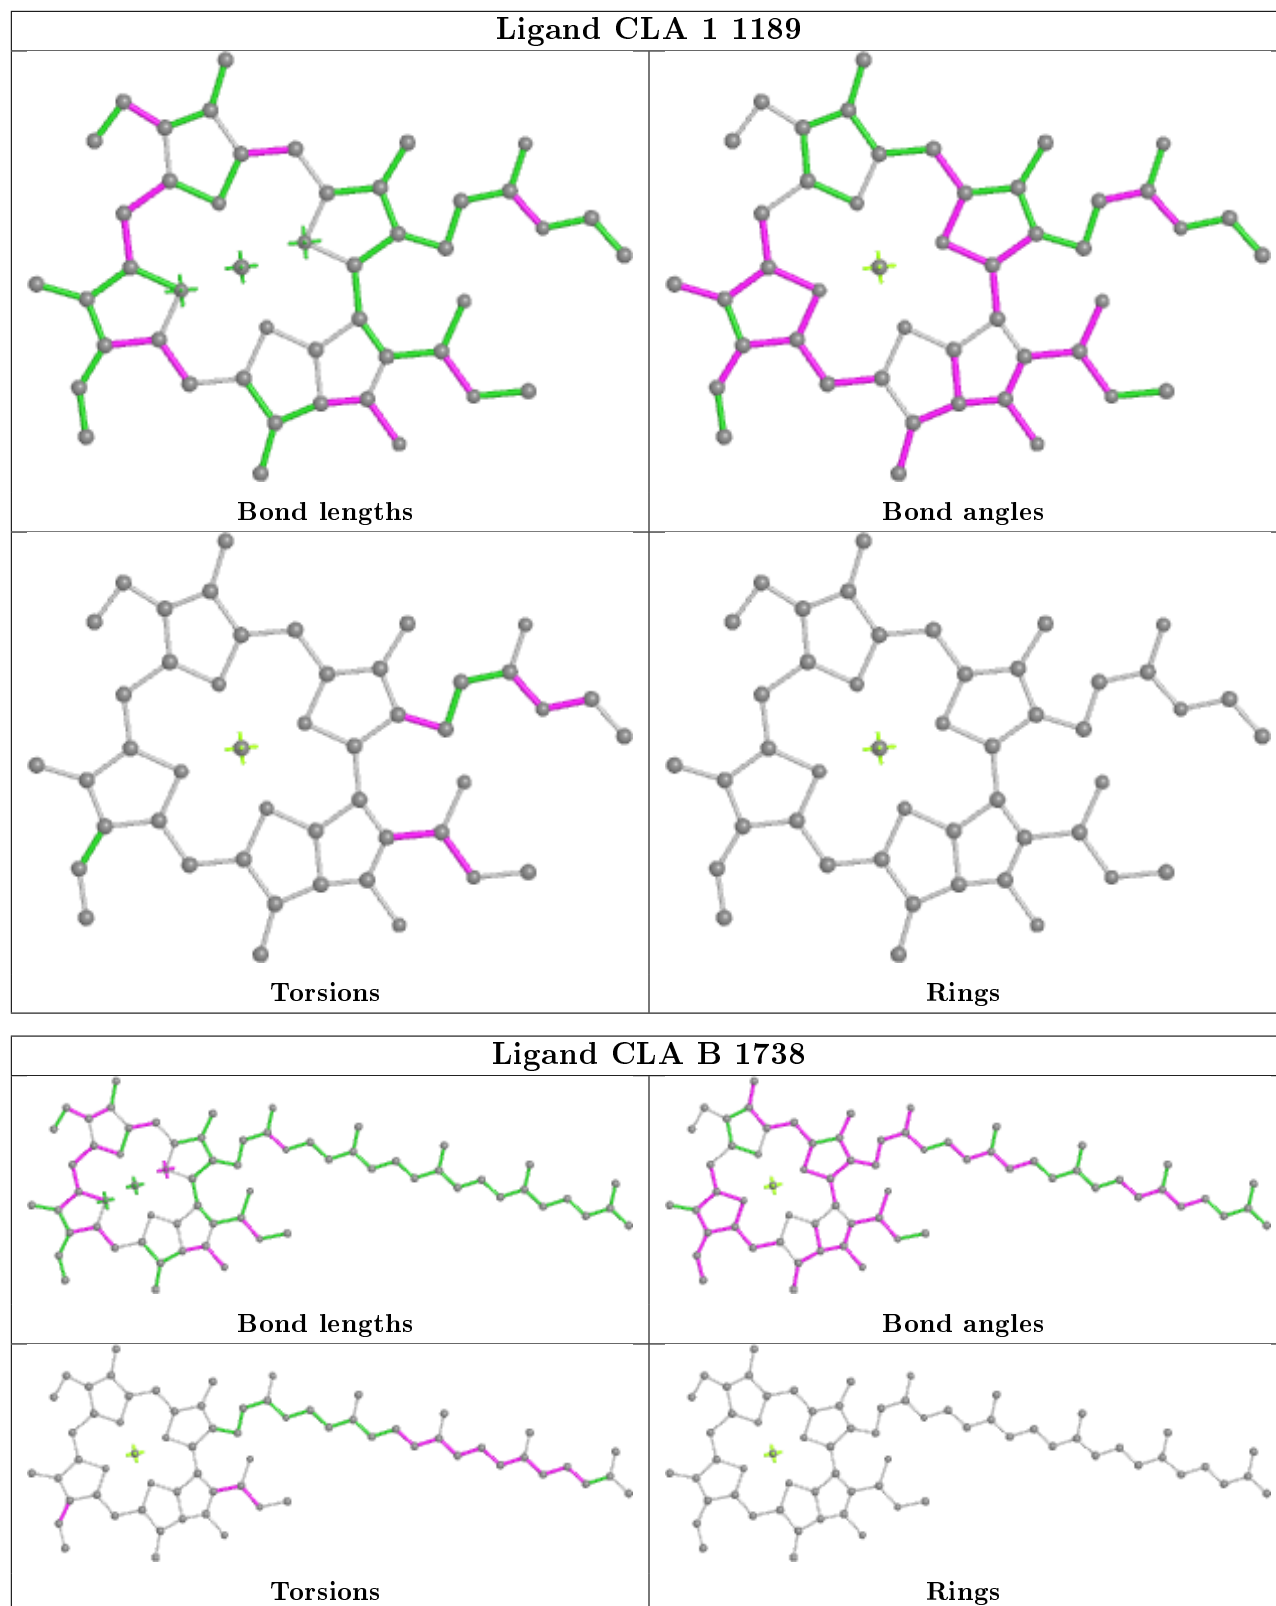 Ligand CLA 1 1189
Bond lengths
Bond angles
Torsions
Rings
Ligand CLA B 1738
Bond lengths
Bond angles
Torsions
Rings